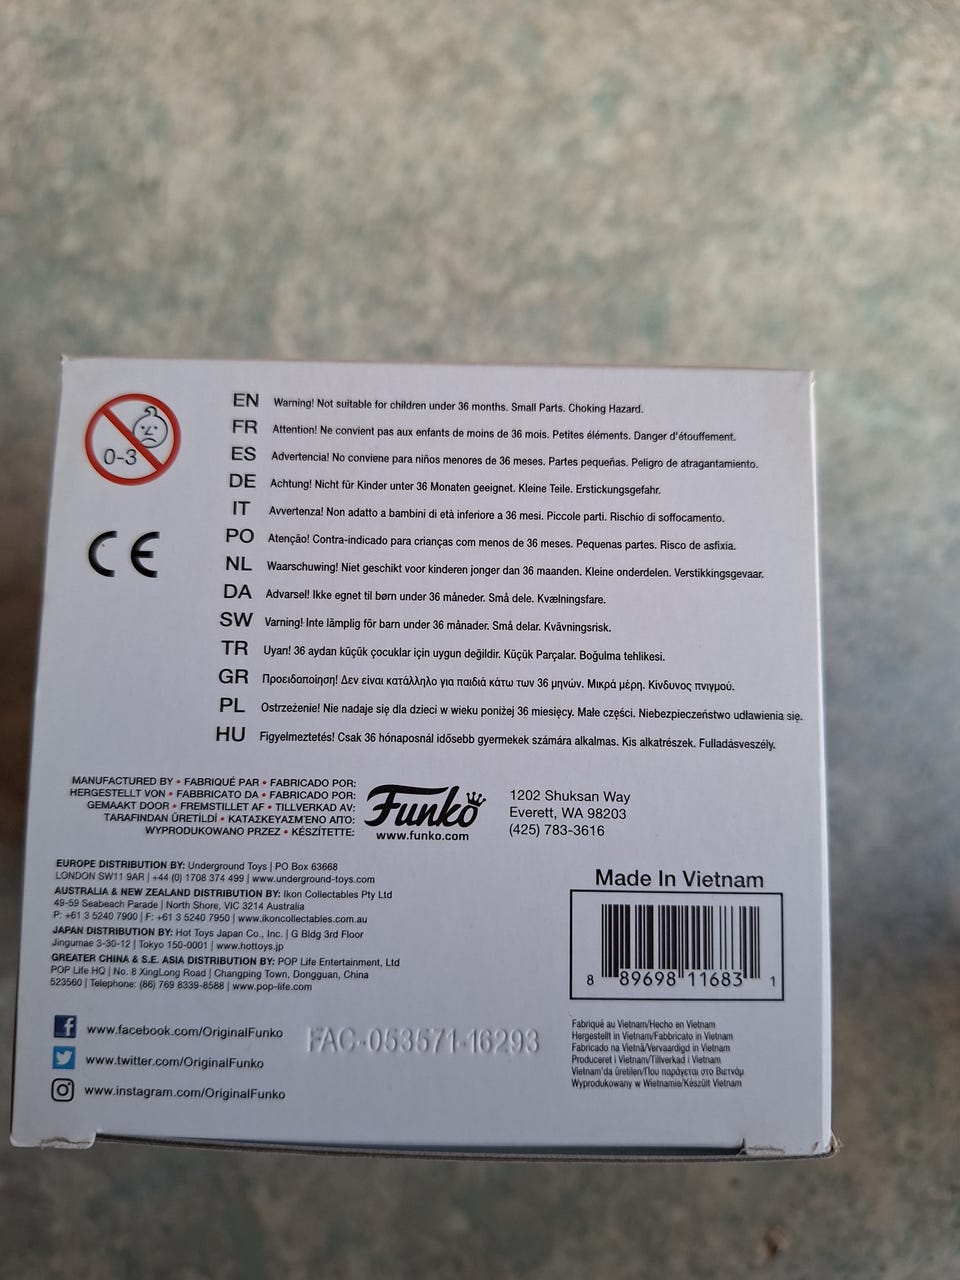 0-3
CE
EN Warning! Not suitable for children under 36 months. Small Parts. Choking Hazard.
FR Attention! Ne convient pas aux enfants de moins de 36 mois. Petites éléments. Danger d'étouffement.
ES Advertencia! No conviene para niños menores de 36 meses. Partes pequeñas. Peligro de atragantamiento.
DE Achtung! Nicht für Kinder unter 36 Monaten geeignet. Kleine Teile. Erstickungsgefahr.
IT Avvertenza! Non adatto a bambini di età inferiore a 36 mesi. Piccole parti. Rischio di soffocamento.
PO Atenção! Contra-indicado para crianças com menos de 36 meses. Pequenas partes. Risco de asfixia.
NL Waarschuwing! Niet geschikt voor kinderen jonger dan 36 maanden. Kleine onderdelen. Verstikkingsgevaar.
DA Advarsel! Ikke egnet til børn under 36 måneder. Små dele. Kvælningsfare.
SW Varning! Inte lämplig för barn under 36 månader. Små delar. Kvävningsrisk.
TR Uyarı! 36 aydan küçük çocuklar için uygun değildir. Küçük Parçalar. Boğulma tehlikesi.
GR Προειδοποίηση! Δεν είναι κατάλληλο για παιδιά κάτω των 36 μηνών. Μικρά μέρη. Κίνδυνος πνιγμού.
PL Ostrzeżenie! Nie nadaje się dla dzieci w wieku poniżej 36 miesięcy. Małe części. Niebezpieczeństwo udławienia się.
HU Figyelmeztetés! Csak 36 hónaposnál idősebb gyermekek számára alkalmas. Kis alkatrészek. Fulladásveszély.
MANUFACTURED BY • FABRIQUÉ PAR • FABRICADO POR:
HERGESTELLT VON • FABBRICATO DA • FABRICADO POR:
GEMAAKT DOOR • FREMSTILLET AF • TILLVERKAD AV:
TARAFINDAN ÜRETİLDİ • ΚΑΤΑΣΚΕΥΑΣΜΈΝΟ ΑΠΌ:
WYPRODUKOWANO PRZEZ • KÉSZÍTETTE:
Funko
www.funko.com
1202 Shuksan Way
Everett, WA 98203
(425) 783-3616
EUROPE DISTRIBUTION BY: Underground Toys | PO Box 63668
LONDON SW11 9AR | +44 (0) 1708 374 499 | www.underground-toys.com
AUSTRALIA & NEW ZEALAND DISTRIBUTION BY: Ikon Collectables Pty Ltd
49-59 Seabeach Parade | North Shore, VIC 3214 Australia
P: +61 3 5240 7900 | F: +61 3 5240 7950 | www.ikoncollectables.com.au
JAPAN DISTRIBUTION BY: Hot Toys Japan Co., Inc. | G Bldg 3rd Floor
Jingumae 3-30-12 | Tokyo 150-0001 | www.hottoys.jp
GREATER CHINA & S.E. ASIA DISTRIBUTION BY: POP Life Entertainment, Ltd
POP Life HQ | No. 8 XingLong Road | Changping Town, Dongguan, China
523560 | Telephone: (86) 769 8339-8588 | www.pop-life.com
Made In Vietnam
8 89698 11683 1
www.facebook.com/OriginalFunko
www.twitter.com/OriginalFunko
www.instagram.com/OriginalFunko
FAC-053571-16293
Fabriqué au Vietnam/Hecho en Vietnam
Hergestellt in Vietnam/Fabbricato in Vietnam
Fabricado na Vietnã/Vervaardigd in Vietnam
Produceret i Vietnam/Tillverkad i Vietnam
Vietnam'da üretilen/Που παράγεται στο Βιετνάμ
Wyprodukowany w Wietnamie/Készült Vietnam